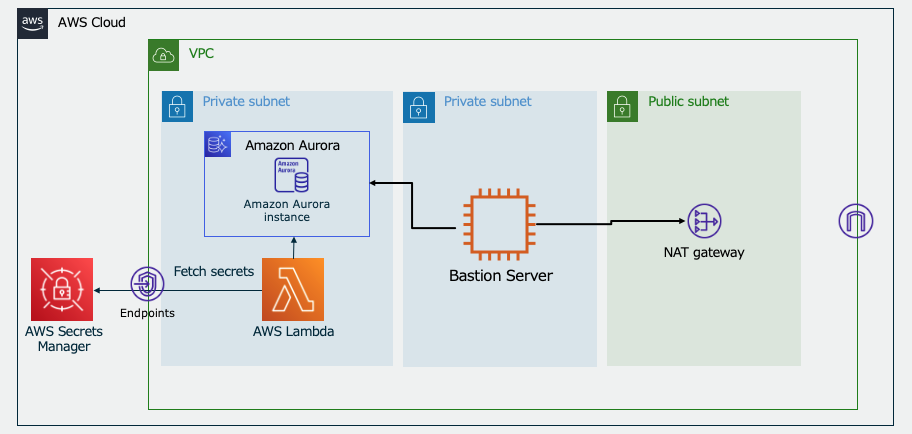 aws
AWS Cloud
VPC
Private subnet
Private subnet
Public subnet
Amazon Aurora
Amazon
Aurora
Amazon Aurora
instance
NAT gateway
Fetch secrets
Bastion Server
Endpoints
AWS Secrets
Manager
AWS Lambda